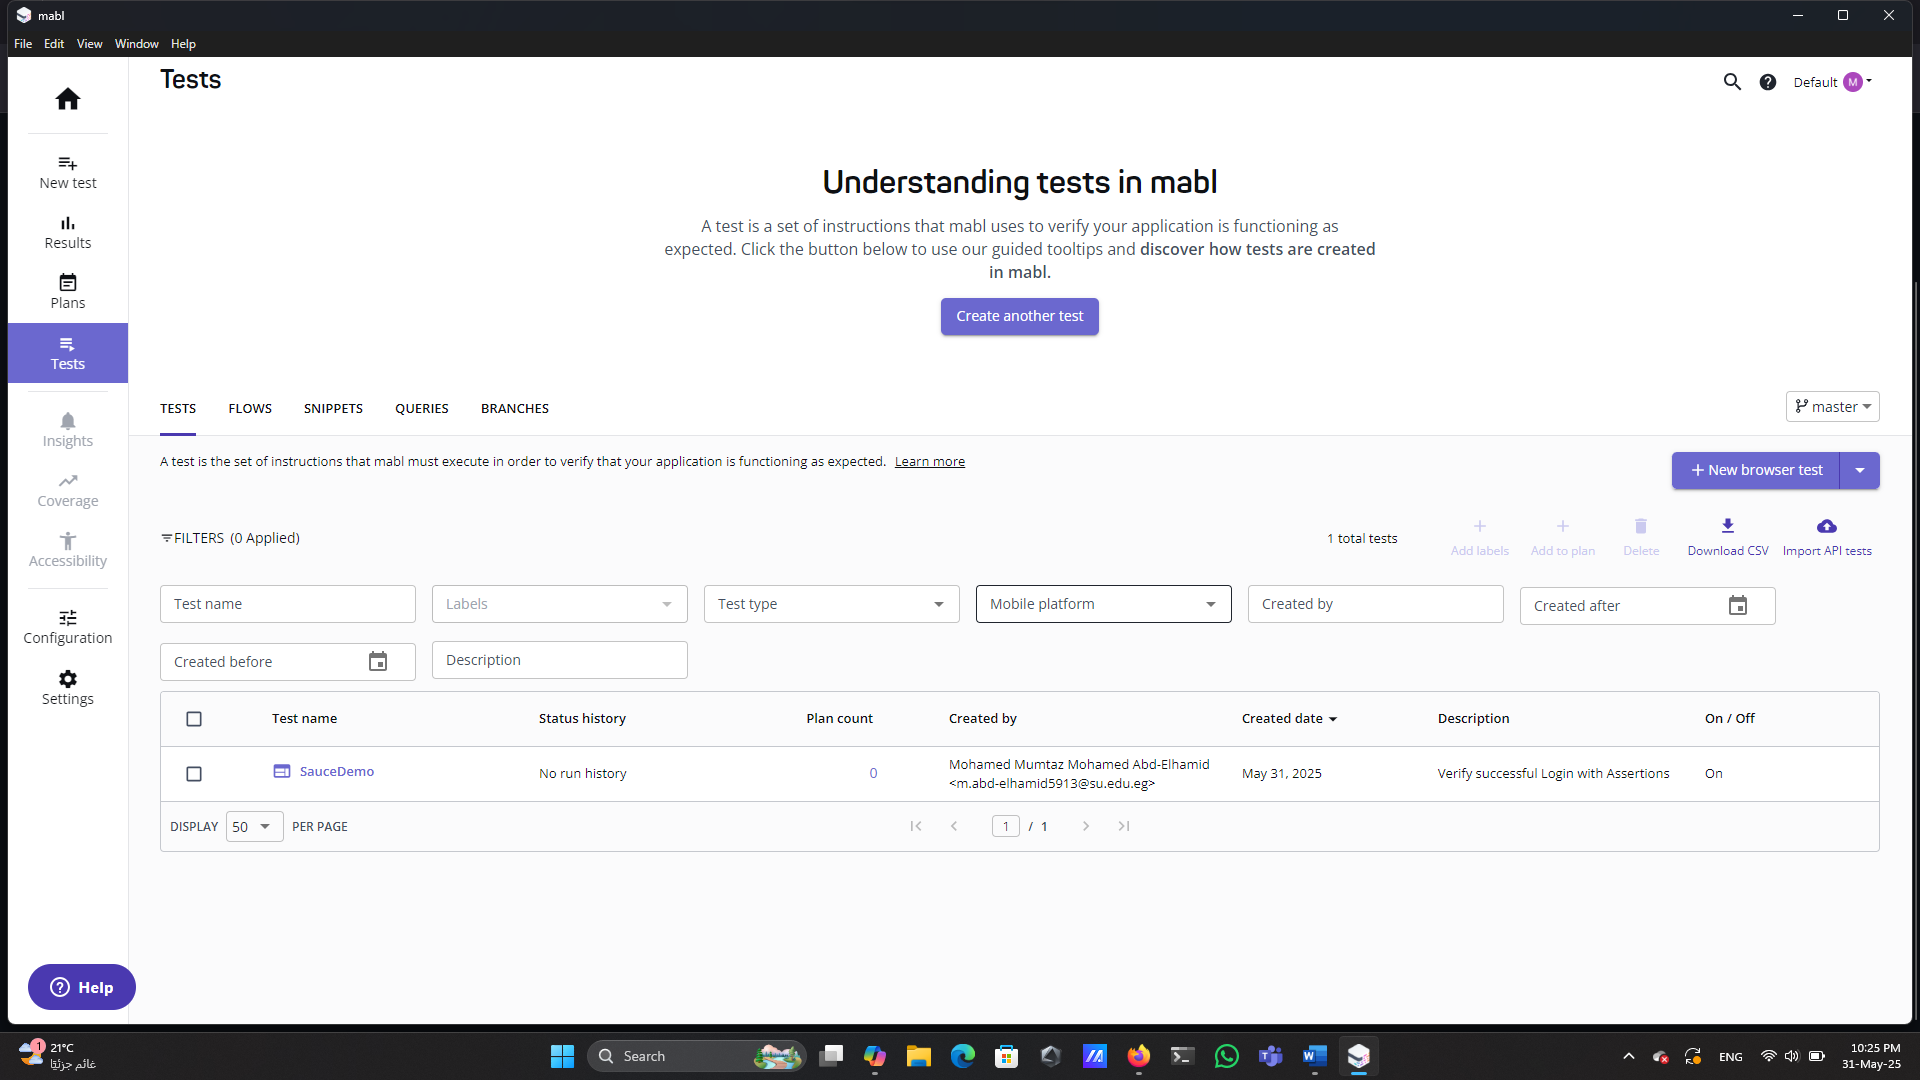 mabl
File Edit View Window Help
Tests
Default M
Home
New test
Results
Plans
Tests
Insights
Coverage
Accessibility
Configuration
Settings
Help
Understanding tests in mabl
A test is a set of instructions that mabl uses to verify your application is functioning as
expected. Click the button below to use our guided tooltips and discover how tests are created
in mabl.
Create another test
TESTS FLOWS SNIPPETS QUERIES BRANCHES
master
A test is the set of instructions that mabl must execute in order to verify that your application is functioning as expected. Learn more
New browser test
FILTERS (0 Applied)
1 total tests
Add labels Add to plan Delete Download CSV Import API tests
Test name Labels Test type Mobile platform Created by Created after
Created before Description
Test name Status history Plan count Created by Created date Description On / Off
SauceDemo No run history 0 Mohamed Mumtaz Mohamed Abd-Elhamid May 31, 2025 Verify successful Login with Assertions On
<m.abd-elhamid5913@su.edu.eg>
DISPLAY 50 PER PAGE 1 / 1
1
21°C
غائم جزئيًا
Search
ENG
10:25 PM
31-May-25